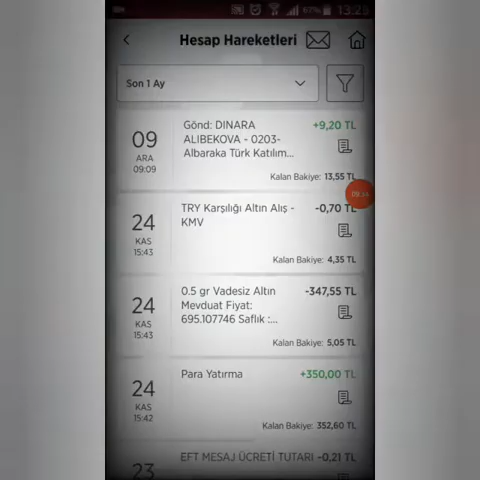 67% 13:26
Hesap Hareketleri
Son 1 Ay
09
ARA
09:09
Gönd: DINARA
ALIBEKOVA - 0203-
Albaraka Türk Katılım...
+9,20 TL
Kalan Bakiye: 13,55 TL
24
KAS
15:43
TRY Karşılığı Altın Alış -
KMV
-0,70 TL
Kalan Bakiye: 4,35 TL
24
KAS
15:43
0.5 gr Vadesiz Altın
Mevduat Fiyat:
695.107746 Saflık :...
-347,55 TL
Kalan Bakiye: 5,05 TL
24
KAS
15:42
Para Yatırma
+350,00 TL
Kalan Bakiye: 352,60 TL
23
EFT MESAJ ÜCRETİ TUTARI -0,21 TL